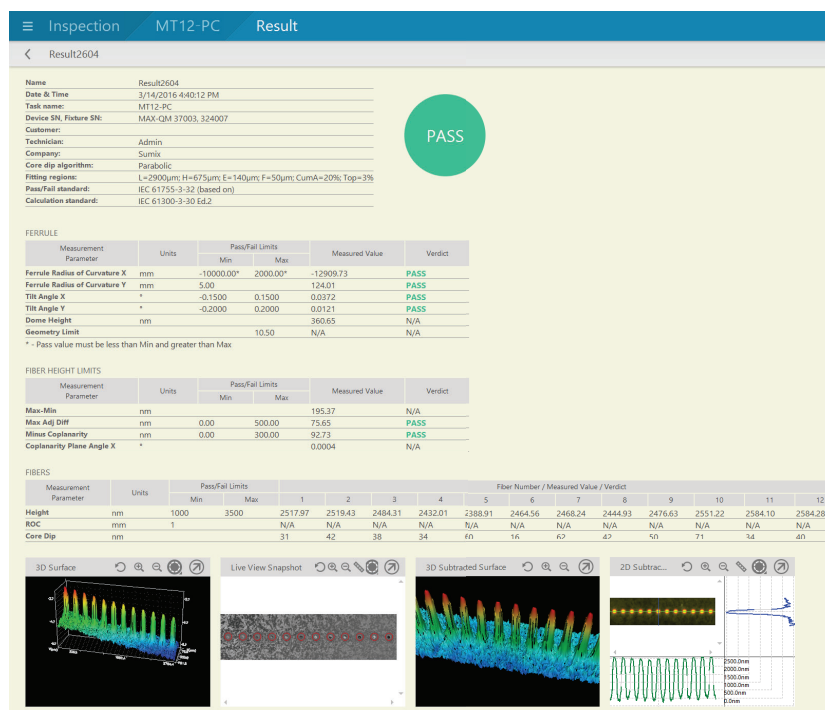 Inspection MT12-PC Result
Result2604
Name Result2604
Date & Time 3/14/2016 4:40:12 PM
Task name: MT12-PC
Device SN, Fixture SN: MAX-QM 37003, 324007
Customer:
Technician: Admin
Company: Sumix
Core dip algorithm: Parabolic
Fitting regions: L=2900µm; H=675µm; E=140µm; F=50µm; CumA=20%; Top=3%
Pass/Fail standard: IEC 61755-3-32 (based on)
Calculation standard: IEC 61300-3-30 Ed.2
PASS
FERRULE
Measurement Parameter Units Pass/Fail Limits Min Max Measured Value Verdict
Ferrule Radius of Curvature X mm -10000.00* 2000.00* -12909.73 PASS
Ferrule Radius of Curvature Y mm 5.00 124.01 PASS
Tilt Angle X ° -0.1500 0.1500 0.0372 PASS
Tilt Angle Y ° -0.2000 0.2000 0.0121 PASS
Dome Height nm 360.65 N/A
Geometry Limit 10.50 N/A N/A
* - Pass value must be less than Min and greater than Max
FIBER HEIGHT LIMITS
Measurement Parameter Units Pass/Fail Limits Min Max Measured Value Verdict
Max-Min nm 195.37 N/A
Max Adj Diff nm 0.00 500.00 75.65 PASS
Minus Coplanarity nm 0.00 300.00 92.73 PASS
Coplanarity Plane Angle X ° 0.0004 N/A
FIBERS
Measurement Parameter Units Pass/Fail Limits Min Max Fiber Number / Measured Value / Verdict
1 2 3 4 5 6 7 8 9 10 11 12
Height nm 1000 3500 2517.97 2519.43 2484.31 2432.01 2388.91 2464.56 2468.24 2444.93 2476.63 2551.22 2584.10 2584.28
ROC mm 1 N/A N/A N/A N/A N/A N/A N/A N/A N/A N/A N/A N/A
Core Dip nm 31 42 38 34 60 16 62 42 50 71 34 40
3D Surface
Live View Snapshot
3D Subtracted Surface
2D Subtrac...
2500.0nm
2000.0nm
1500.0nm
1000.0nm
500.0nm
0.0nm